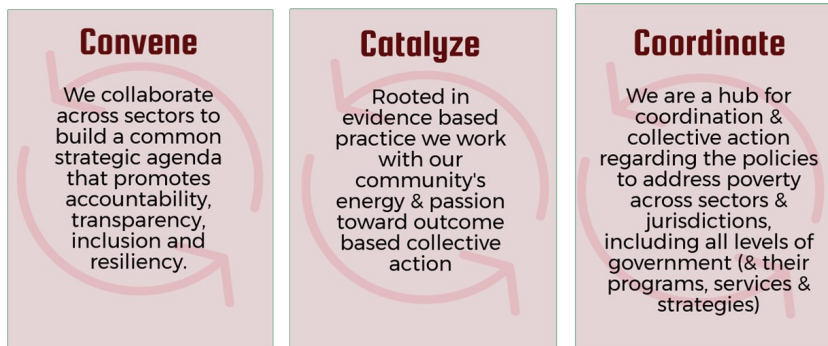 Convene
We collaborate
across sectors to
build a common
strategic agenda
that promotes
accountability,
transparency,
inclusion and
resiliency.
Catalyze
Rooted in
evidence based
practice we work
with our
community's
energy & passion
toward outcome
based collective
action
Coordinate
We are a hub for
coordination &
collective action
regarding the policies
to address poverty
across sectors &
jurisdictions,
including all levels of
government (& their
programs, services &
strategies)